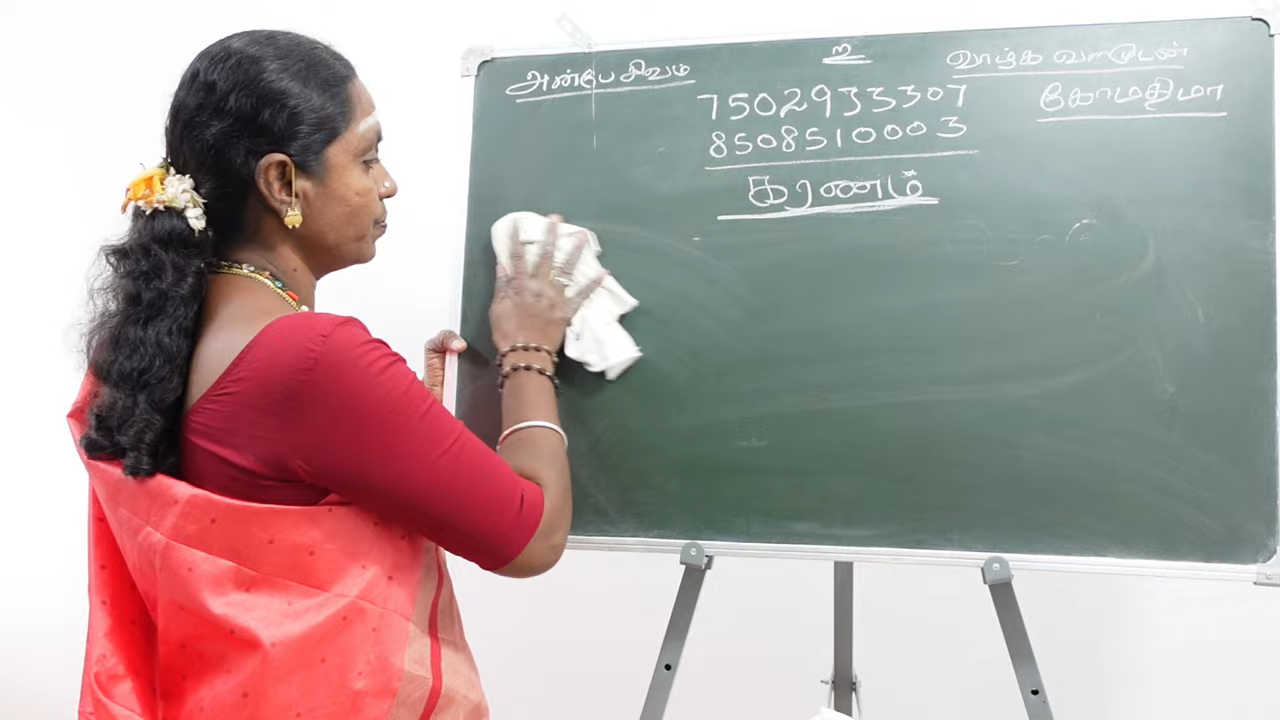 உ
அன்பே சிவம்
வாழ்க வளமுடன்
7502933307
கோமதிமா
8508510003
கரணம்